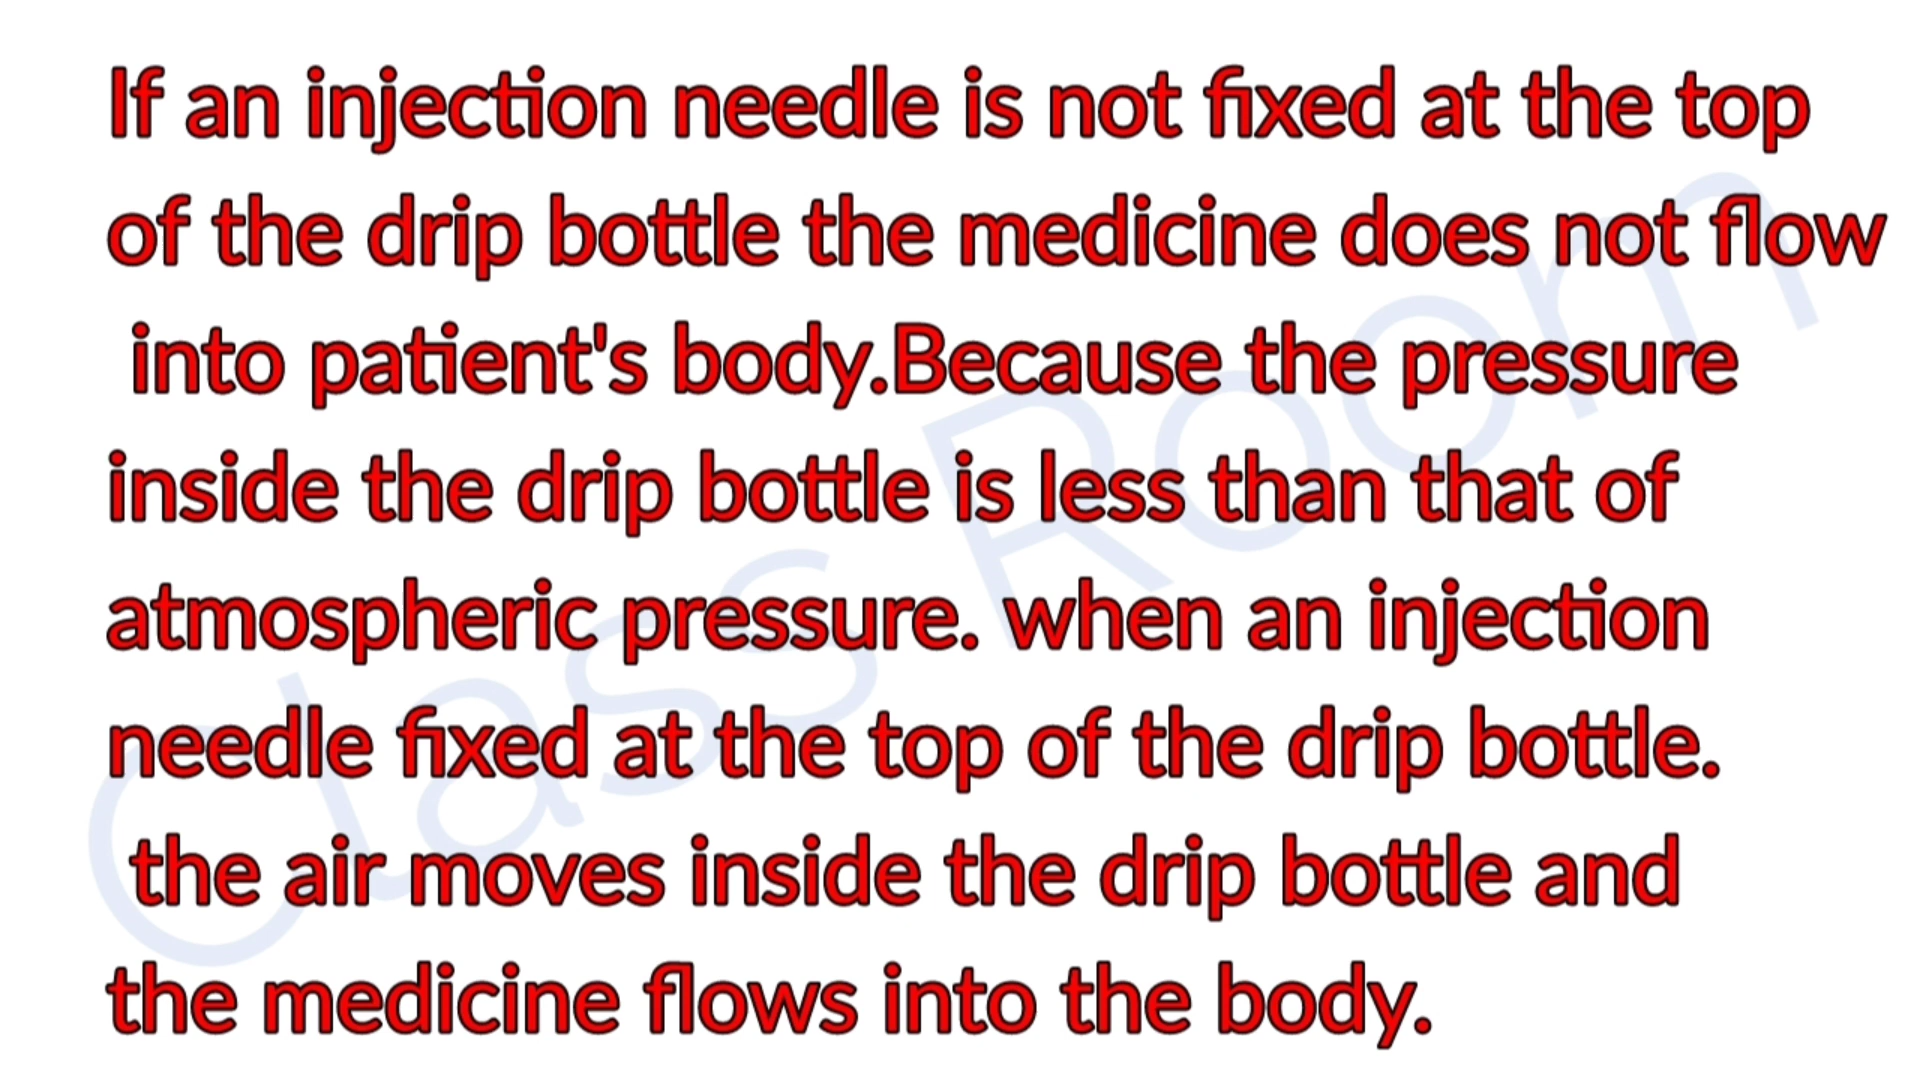 If an injection needle is not fixed at the top
of the drip bottle the medicine does not flow
into patient's body.Because the pressure
inside the drip bottle is less than that of
atmospheric pressure. when an injection
needle fixed at the top of the drip bottle.
the air moves inside the drip bottle and
the medicine flows into the body.
Class Room